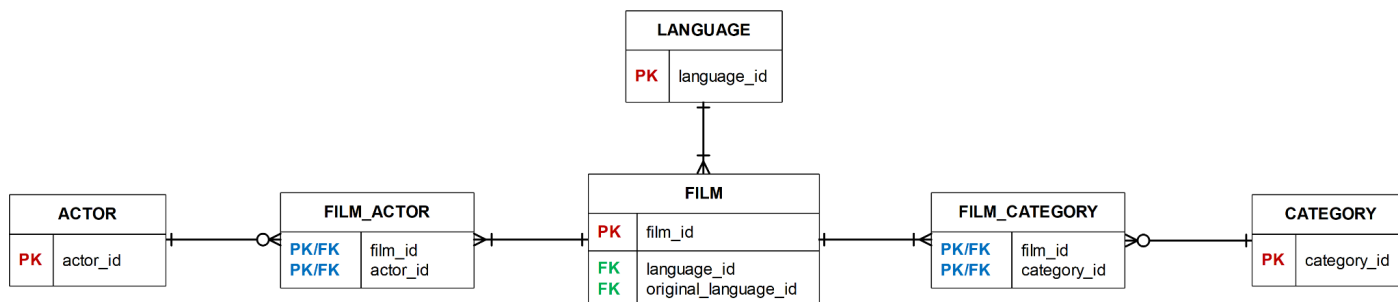 LANGUAGE
PK language_id
ACTOR
PK actor_id
FILM_ACTOR
PK/FK film_id
PK/FK actor_id
FILM
PK film_id
FK language_id
FK original_language_id
FILM_CATEGORY
PK/FK film_id
PK/FK category_id
CATEGORY
PK category_id